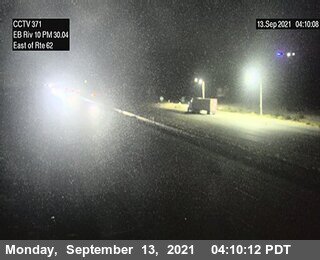 CCTV 371
EB Riv 10 PM 30.04
East of Rte 62
13.Sep 2021 04:10:08
Monday, September 13, 2021 04:10:12 PDT